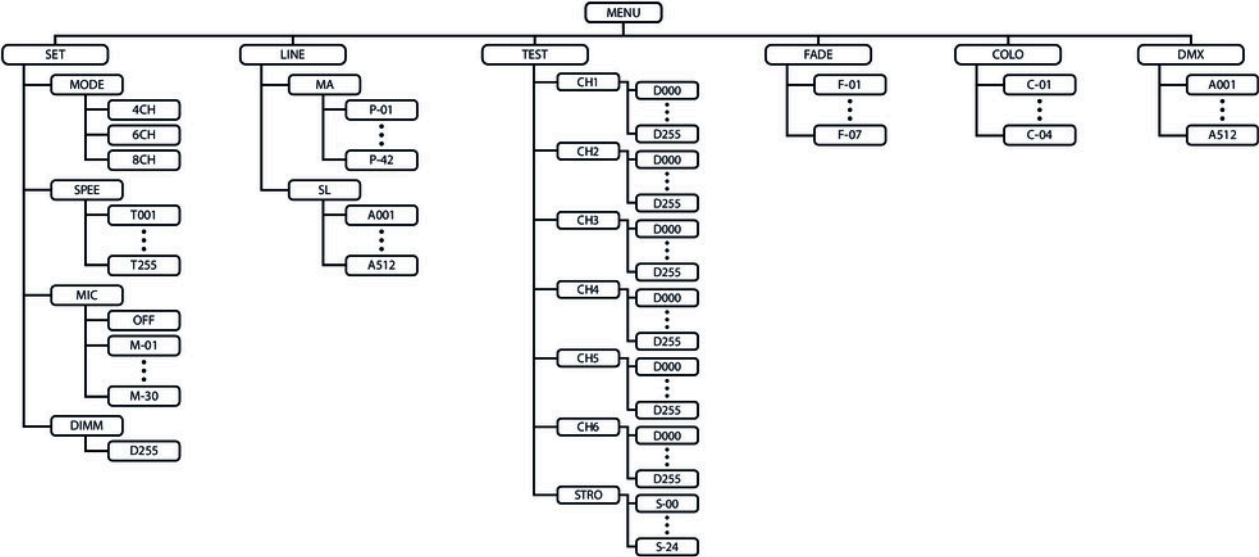 MENU
SET
MODE
4CH
6CH
8CH
SPEE
T001
T255
MIC
OFF
M-01
M-30
DIMM
D255
LINE
MA
P-01
P-42
SL
A001
A512
TEST
CH1
D000
D255
CH2
D000
D255
CH3
D000
D255
CH4
D000
D255
CH5
D000
D255
CH6
D000
D255
STRO
S-00
S-24
FADE
F-01
F-07
COLO
C-01
C-04
DMX
A001
A512